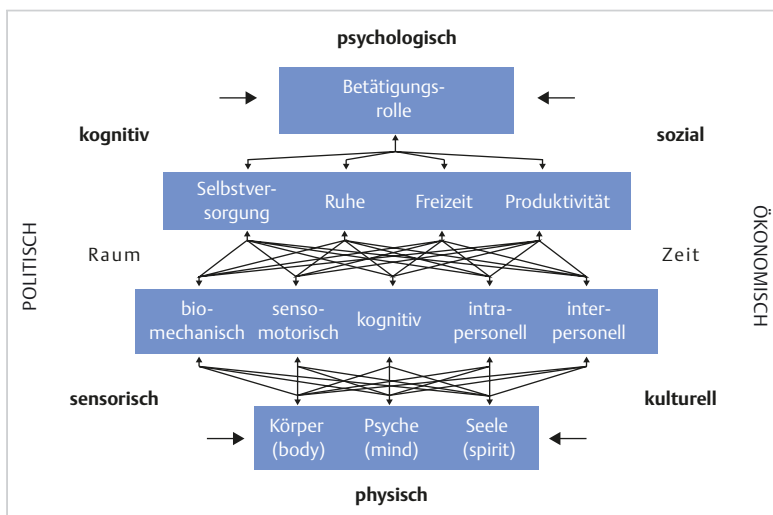 psychologisch
Betätigungs-
rolle
kognitiv
sozial
Selbstver-
sorgung
Ruhe
Freizeit
Produktivität
POLITISCH
Raum
Zeit
ÖKONOMISCH
bio-
mechanisch
senso-
motorisch
kognitiv
intra-
personell
inter-
personell
sensorisch
kulturell
Körper
(body)
Psyche
(mind)
Seele
(spirit)
physisch